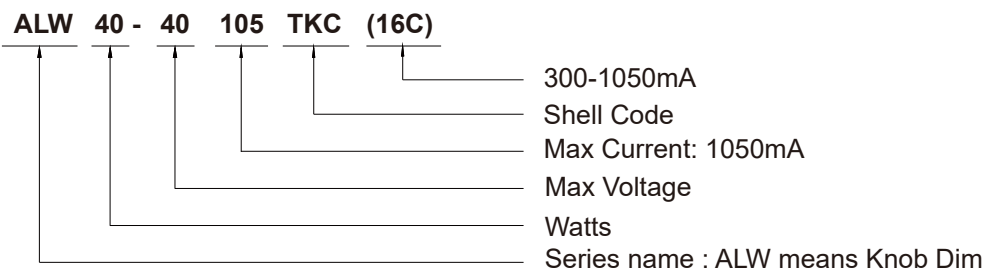 ALW 40 - 40 105 TKC (16C)
300-1050mA
Shell Code
Max Current: 1050mA
Max Voltage
Watts
Series name : ALW means Knob Dim